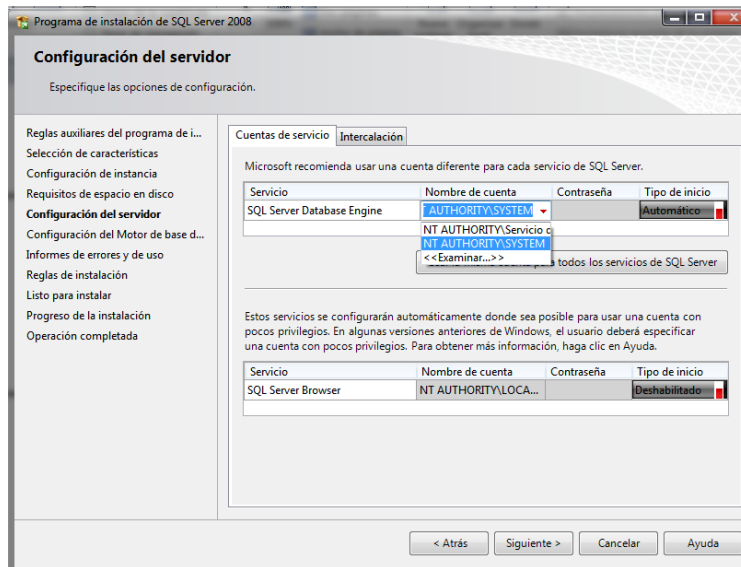 Programa de instalación de SQL Server 2008
Configuración del servidor
Especifique las opciones de configuración.
Reglas auxiliares del programa de i...
Selección de características
Configuración de instancia
Requisitos de espacio en disco
Configuración del servidor
Configuración del Motor de base d...
Informes de errores y de uso
Reglas de instalación
Listo para instalar
Progreso de la instalación
Operación completada
Cuentas de servicio Intercalación
Microsoft recomienda usar una cuenta diferente para cada servicio de SQL Server.
Servicio Nombre de cuenta Contraseña Tipo de inicio
SQL Server Database Engine AUTHORITY\SYSTEM Automático
NT AUTHORITY\Servicio
NT AUTHORITY\SYSTEM
<<Examinar...>>
a todos los servicios de SQL Server
Estos servicios se configurarán automáticamente donde sea posible para usar una cuenta con
pocos privilegios. En algunas versiones anteriores de Windows, el usuario deberá especificar
una cuenta con pocos privilegios. Para obtener más información, haga clic en Ayuda.
Servicio Nombre de cuenta Contraseña Tipo de inicio
SQL Server Browser NT AUTHORITY\LOCA... Deshabilitado
< Atrás Siguiente > Cancelar Ayuda